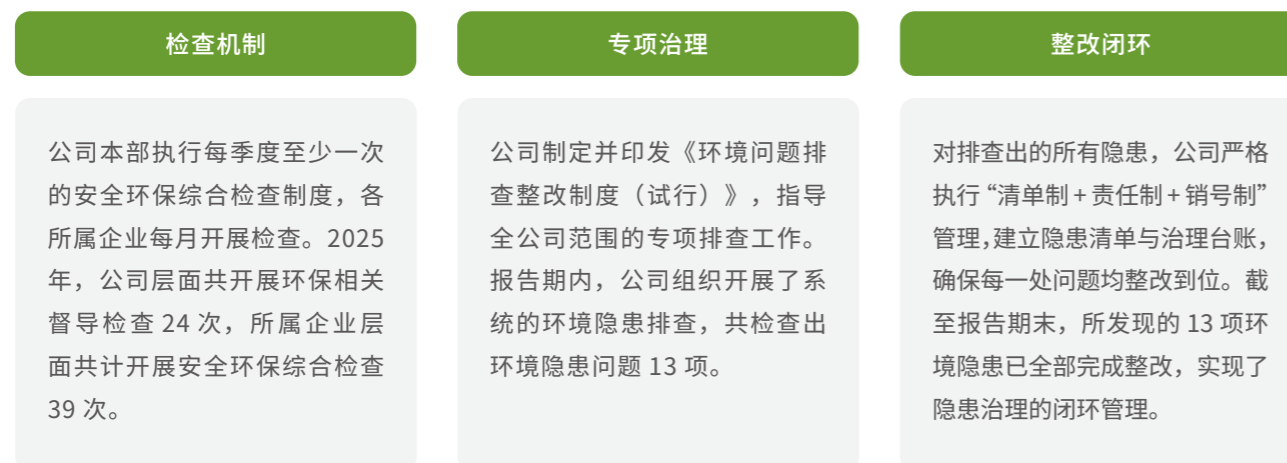 检查机制
公司本部执行每季度至少一次
的安全环保综合检查制度，各
所属企业每月开展检查。2025
年，公司层面共开展环保相关
督导检查 24 次，所属企业层
面共计开展安全环保综合检查
39 次。
专项治理
公司制定并印发《环境问题排
查整改制度（试行）》，指导
全公司范围的专项排查工作。
报告期内，公司组织开展了系
统的环境隐患排查，共检查出
环境隐患问题 13 项。
整改闭环
对排查出的所有隐患，公司严格
执行“清单制 + 责任制 + 销号制”
管理，建立隐患清单与治理台账，
确保每一处问题均整改到位。截
至报告期末，所发现的 13 项环
境隐患已全部完成整改，实现了
隐患治理的闭环管理。